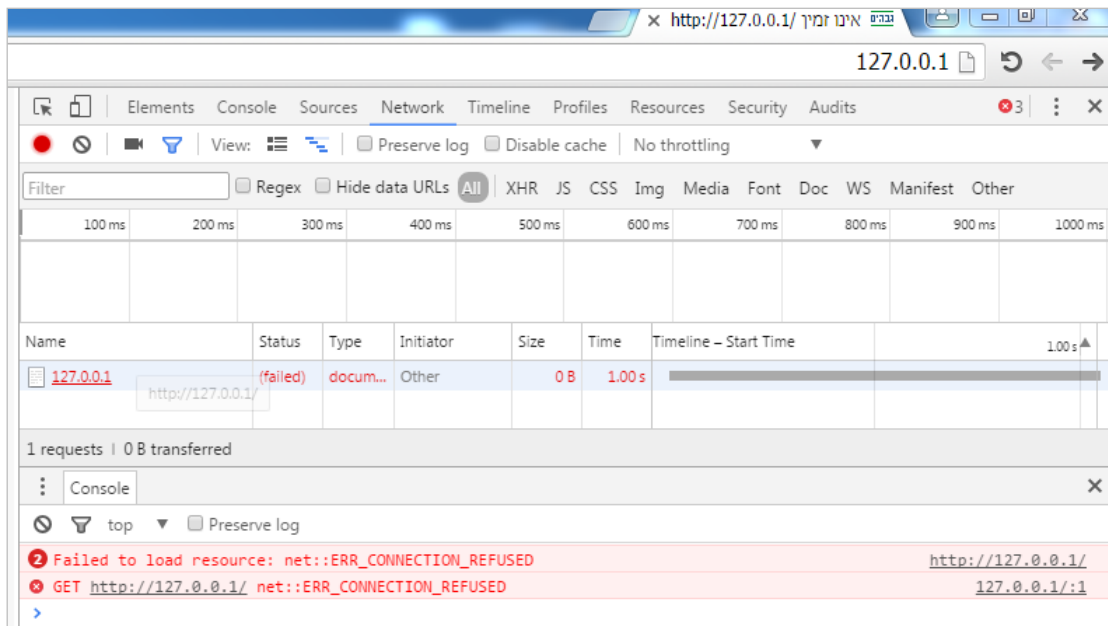 http://127.0.0.1/ אינו זמין
127.0.0.1
Elements Console Sources Network Timeline Profiles Resources Security Audits 3
View: Preserve log Disable cache No throttling
Filter Regex Hide data URLs All XHR JS CSS Img Media Font Doc WS Manifest Other
100 ms 200 ms 300 ms 400 ms 500 ms 600 ms 700 ms 800 ms 900 ms 1000 ms
Name Status Type Initiator Size Time Timeline – Start Time 1.00 s
127.0.0.1 (failed) docum... Other 0 B 1.00 s
http://127.0.0.1/
1 requests | 0 B transferred
Console
top Preserve log
2 Failed to load resource: net::ERR_CONNECTION_REFUSED http://127.0.0.1/
GET http://127.0.0.1/ net::ERR_CONNECTION_REFUSED 127.0.0.1/:1